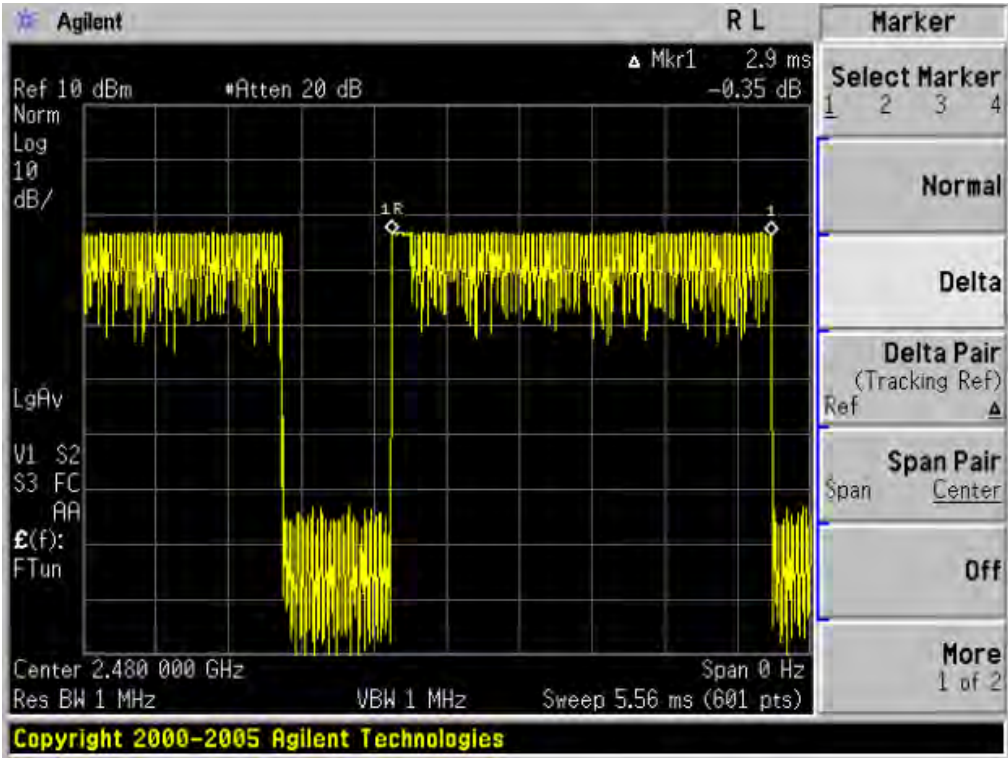 Agilent R L Marker
Δ Mkr1 2.9 ms
Ref 10 dBm #Atten 20 dB -0.35 dB
Norm
Log
10
dB/
1R
1
LgAv
V1 S2
S3 FC
AA
£(f):
FTun
Center 2.480 000 GHz Span 0 Hz
Res BW 1 MHz VBW 1 MHz Sweep 5.56 ms (601 pts)
Copyright 2000-2005 Agilent Technologies
Select Marker
1 2 3 4
Normal
Delta
Delta Pair
(Tracking Ref)
Ref Δ
Span Pair
Span Center
Off
More
1 of 2